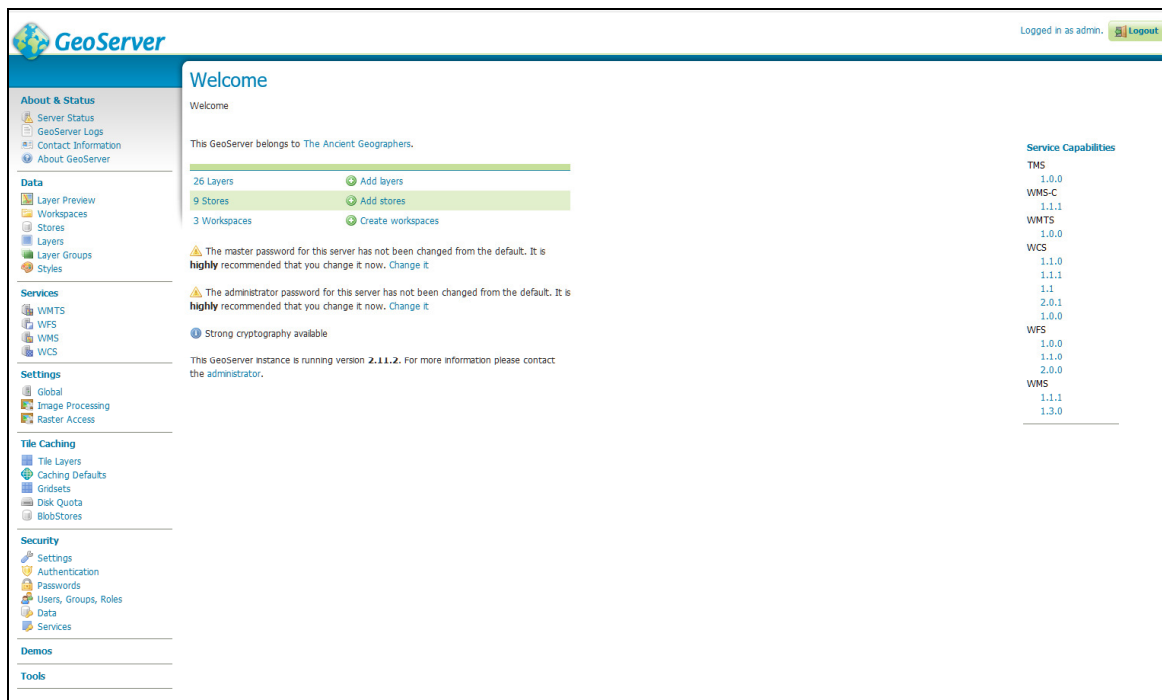 GeoServer
Logged in as admin.
Logout
About & Status
Server Status
GeoServer Logs
Contact Information
About GeoServer
Data
Layer Preview
Workspaces
Stores
Layers
Layer Groups
Styles
Services
WMTS
WFS
WMS
WCS
Settings
Global
Image Processing
Raster Access
Tile Caching
Tile Layers
Caching Defaults
Gridsets
Disk Quota
BlobStores
Security
Settings
Authentication
Passwords
Users, Groups, Roles
Data
Services
Demos
Tools
Welcome
Welcome
This GeoServer belongs to The Ancient Geographers.
26 Layers Add layers
9 Stores Add stores
3 Workspaces Create workspaces
The master password for this server has not been changed from the default. It is
highly recommended that you change it now. Change it
The administrator password for this server has not been changed from the default. It is
highly recommended that you change it now. Change it
Strong cryptography available
This GeoServer instance is running version 2.11.2. For more information please contact
the administrator.
Service Capabilities
TMS
1.0.0
WMS-C
1.1.1
WMTS
1.0.0
WCS
1.1.0
1.1.1
1.1
2.0.1
1.0.0
WFS
1.0.0
1.1.0
2.0.0
WMS
1.1.1
1.3.0